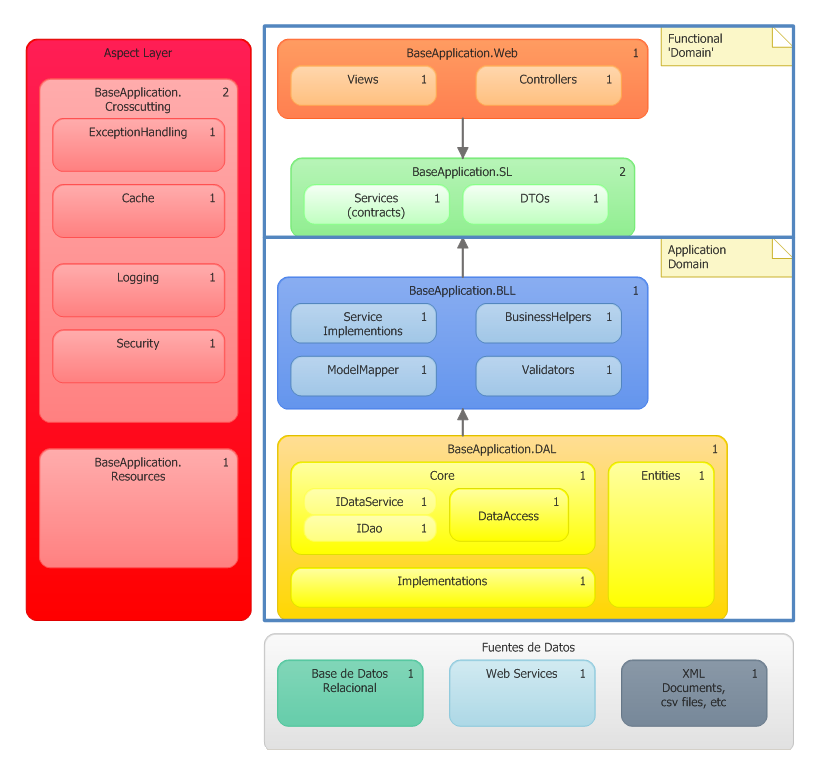 Aspect Layer
BaseApplication.
Crosscutting
2
ExceptionHandling 1
Cache 1
Logging 1
Security 1
BaseApplication.
Resources
1
Functional
'Domain'
BaseApplication.Web 1
Views 1
Controllers 1
BaseApplication.SL 2
Services
(contracts)
1
DTOs 1
Application
Domain
BaseApplication.BLL 1
Service
Implementions
1
BusinessHelpers 1
ModelMapper 1
Validators 1
BaseApplication.DAL 1
Core 1
IDataService 1
IDao 1
DataAccess
1
Entities 1
Implementations 1
Fuentes de Datos
Base de Datos
Relacional
1
Web Services 1
XML
Documents,
csv files, etc
1